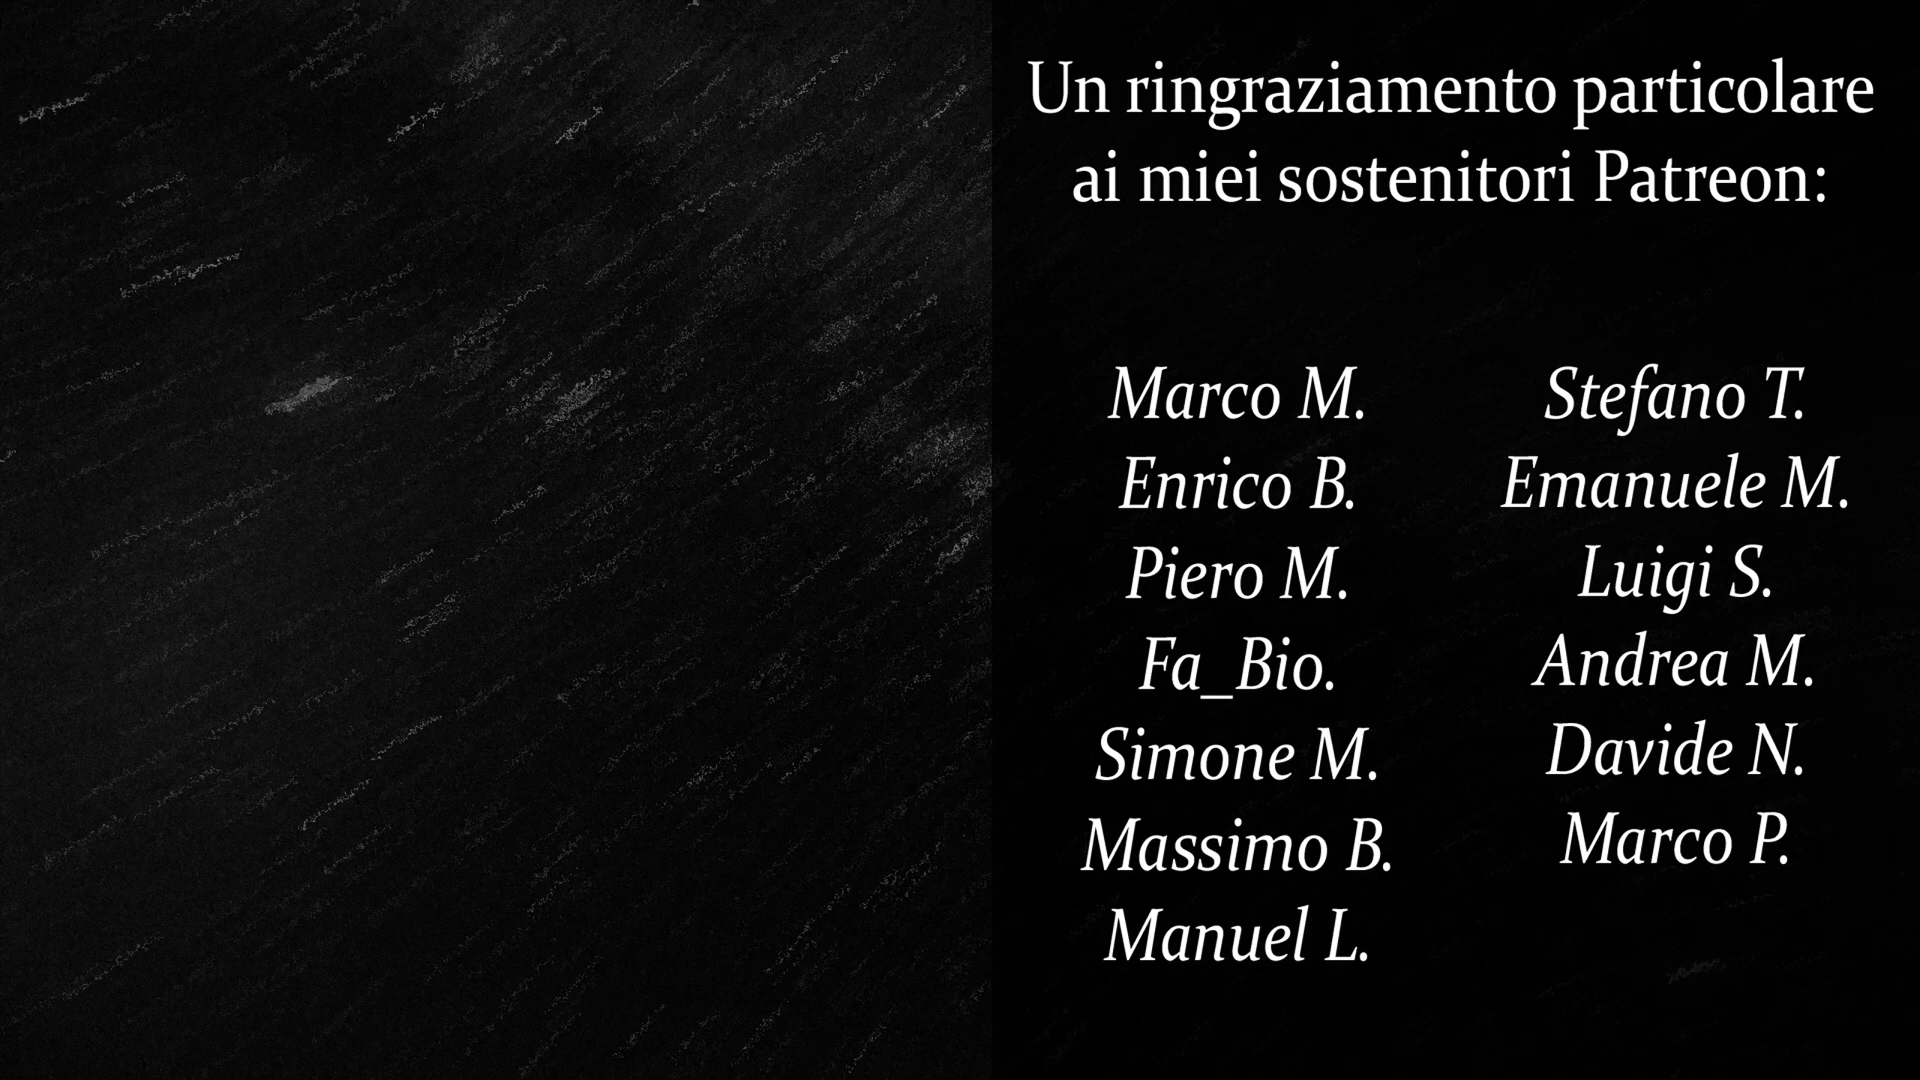 Un ringraziamento particolare
ai miei sostenitori Patreon:
Marco M.
Enrico B.
Piero M.
Fa_Bio.
Simone M.
Massimo B.
Manuel L.
Stefano T.
Emanuele M.
Luigi S.
Andrea M.
Davide N.
Marco P.